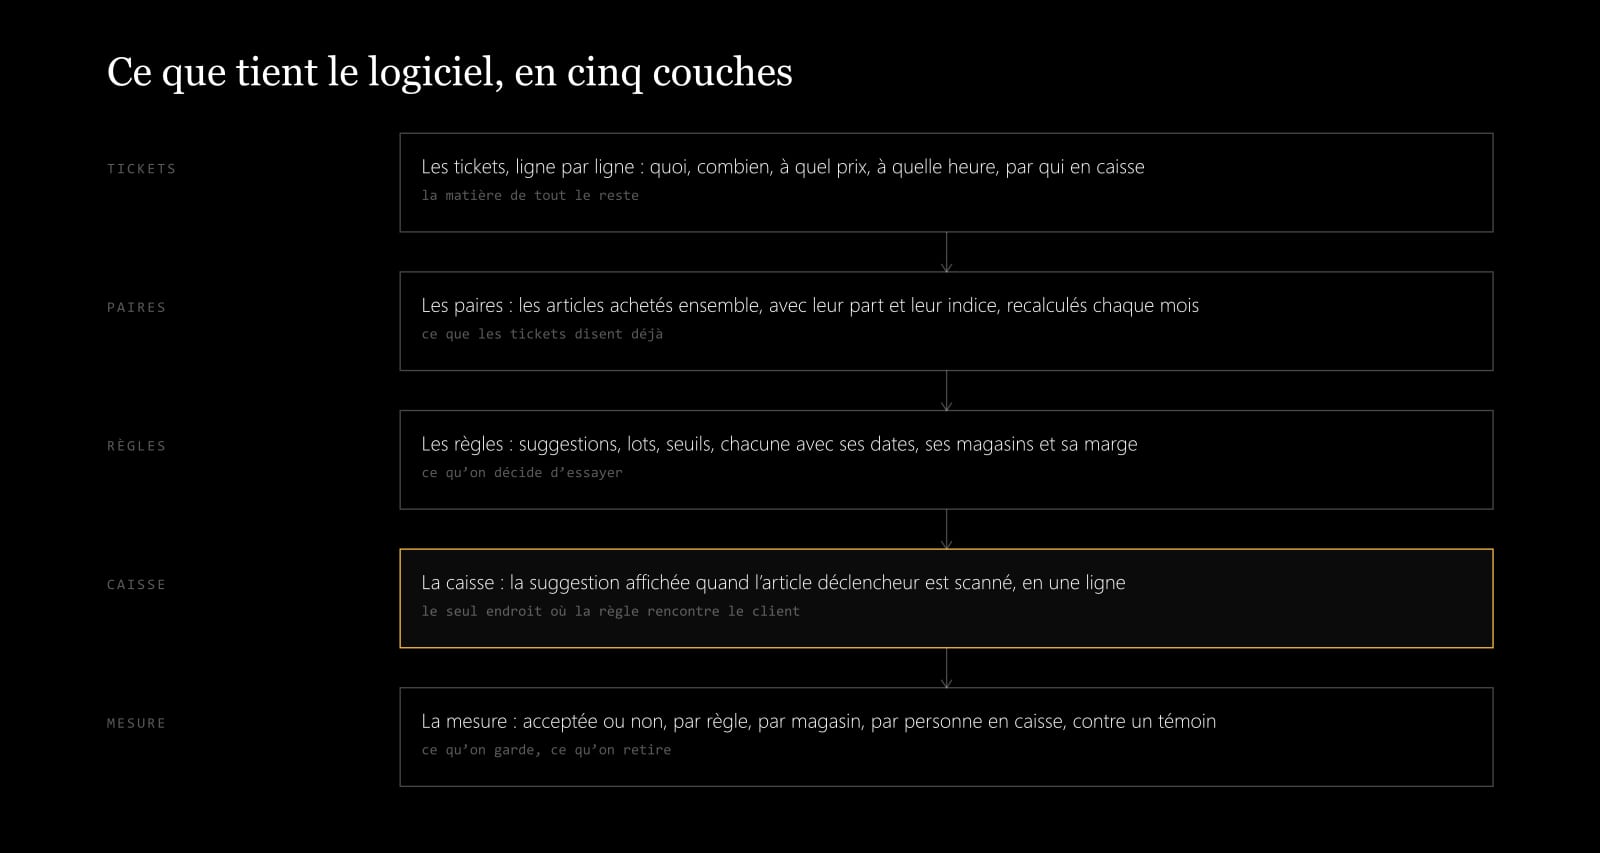 Ce que tient le logiciel, en cinq couches
TICKETS
Les tickets, ligne par ligne : quoi, combien, à quel prix, à quelle heure, par qui en caisse
la matière de tout le reste
PAIRES
Les paires : les articles achetés ensemble, avec leur part et leur indice, recalculés chaque mois
ce que les tickets disent déjà
RÈGLES
Les règles : suggestions, lots, seuils, chacune avec ses dates, ses magasins et sa marge
ce qu’on décide d’essayer
CAISSE
La caisse : la suggestion affichée quand l’article déclencheur est scanné, en une ligne
le seul endroit où la règle rencontre le client
MESURE
La mesure : acceptée ou non, par règle, par magasin, par personne en caisse, contre un témoin
ce qu’on garde, ce qu’on retire